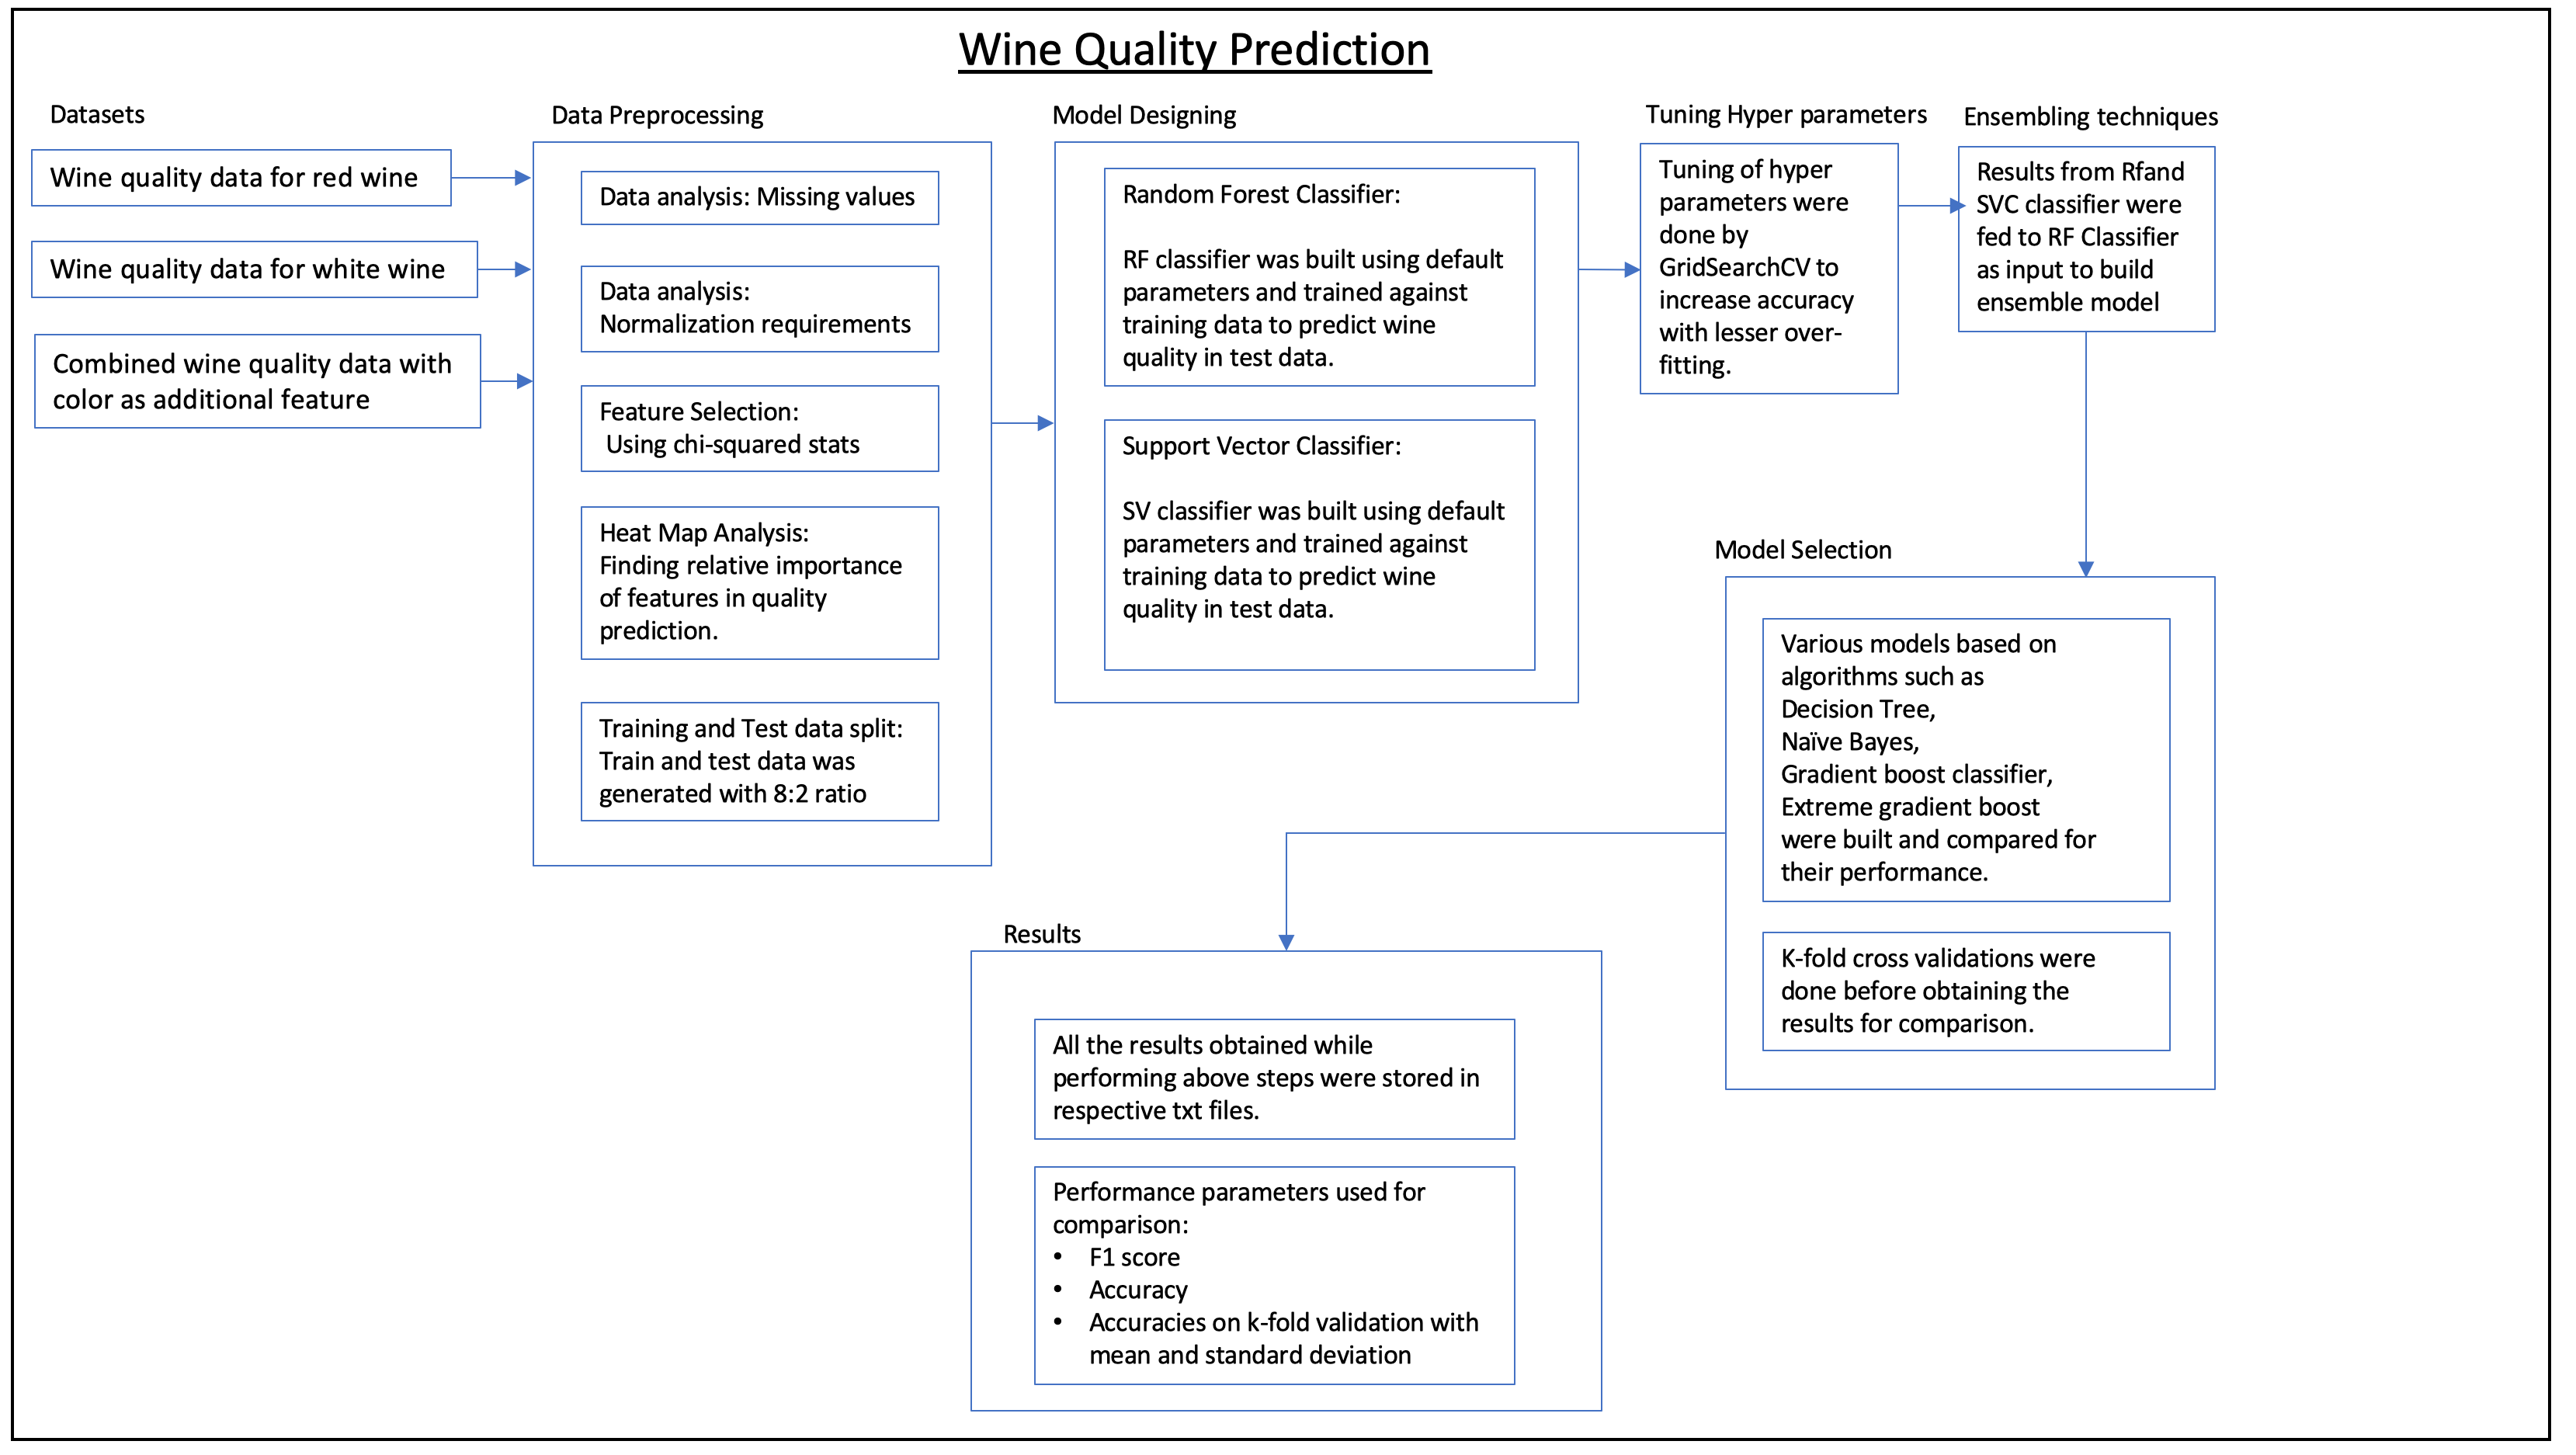 Wine Quality Prediction
Datasets
Wine quality data for red wine
Wine quality data for white wine
Combined wine quality data with
color as additional feature
Data Preprocessing
Data analysis: Missing values
Data analysis:
Normalization requirements
Feature Selection:
Using chi-squared stats
Heat Map Analysis:
Finding relative importance
of features in quality
prediction.
Training and Test data split:
Train and test data was
generated with 8:2 ratio
Model Designing
Random Forest Classifier:
RF classifier was built using default
parameters and trained against
training data to predict wine
quality in test data.
Support Vector Classifier:
SV classifier was built using default
parameters and trained against
training data to predict wine
quality in test data.
Tuning Hyper parameters
Tuning of hyper
parameters were
done by
GridSearchCV to
increase accuracy
with lesser over-
fitting.
Ensembling techniques
Results from Rfand
SVC classifier were
fed to RF Classifier
as input to build
ensemble model
Model Selection
Various models based on
algorithms such as
Decision Tree,
Naïve Bayes,
Gradient boost classifier,
Extreme gradient boost
were built and compared for
their performance.
K-fold cross validations were
done before obtaining the
results for comparison.
Results
All the results obtained while
performing above steps were stored in
respective txt files.
Performance parameters used for
comparison:
• F1 score
• Accuracy
• Accuracies on k-fold validation with
mean and standard deviation